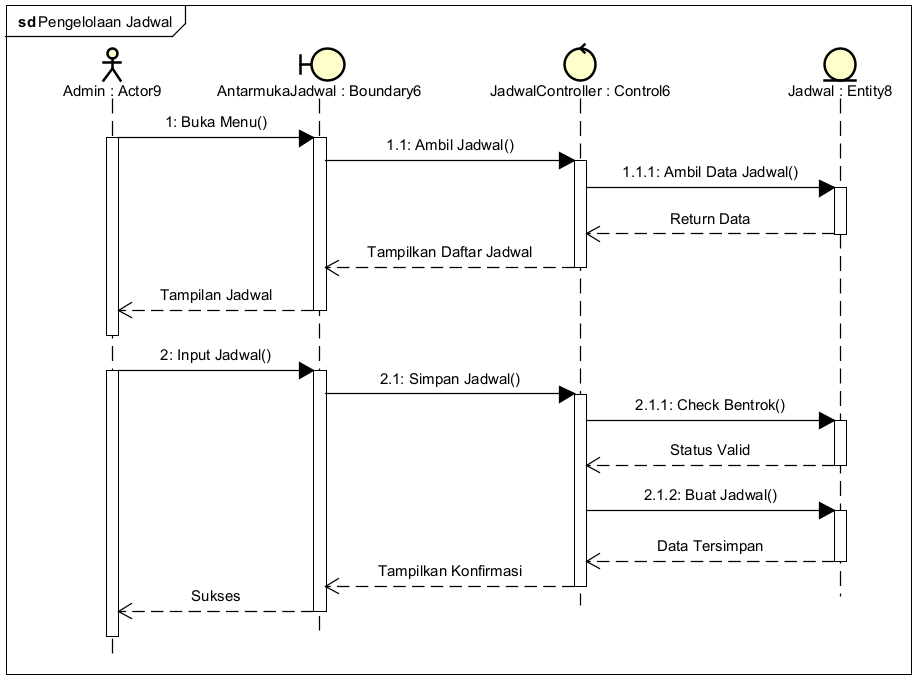 sd Pengelolaan Jadwal
Admin : Actor9
AntarmukaJadwal : Boundary6
JadwalController : Control6
Jadwal : Entity8
1: Buka Menu()
1.1: Ambil Jadwal()
1.1.1: Ambil Data Jadwal()
Return Data
Tampilkan Daftar Jadwal
Tampilan Jadwal
2: Input Jadwal()
2.1: Simpan Jadwal()
2.1.1: Check Bentrok()
Status Valid
2.1.2: Buat Jadwal()
Data Tersimpan
Tampilkan Konfirmasi
Sukses